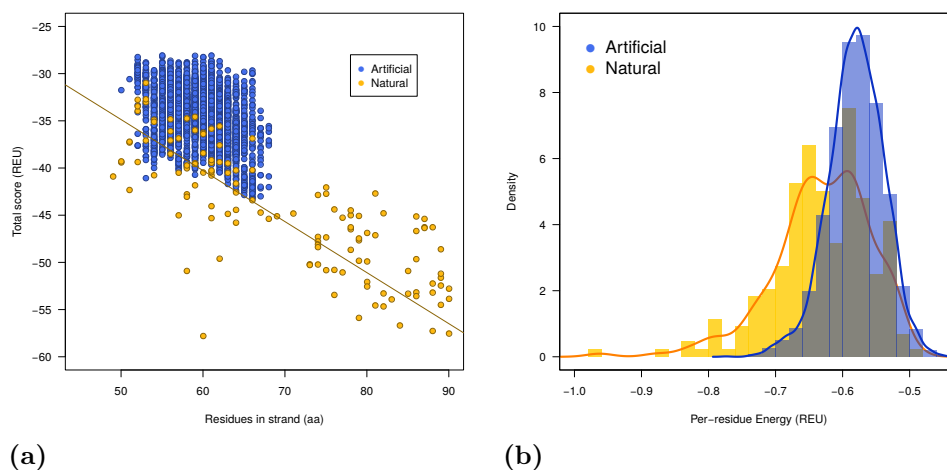 −25
−30
−35
−40
−45
−50
−55
−60
Total score (REU)
50 60 70 80 90
Residues in strand (aa)
Artificial
Natural
(a)
10
8
6
4
2
0
Density
Artificial
Natural
−1.0 −0.9 −0.8 −0.7 −0.6 −0.5
Per-residue Energy (REU)
(b)